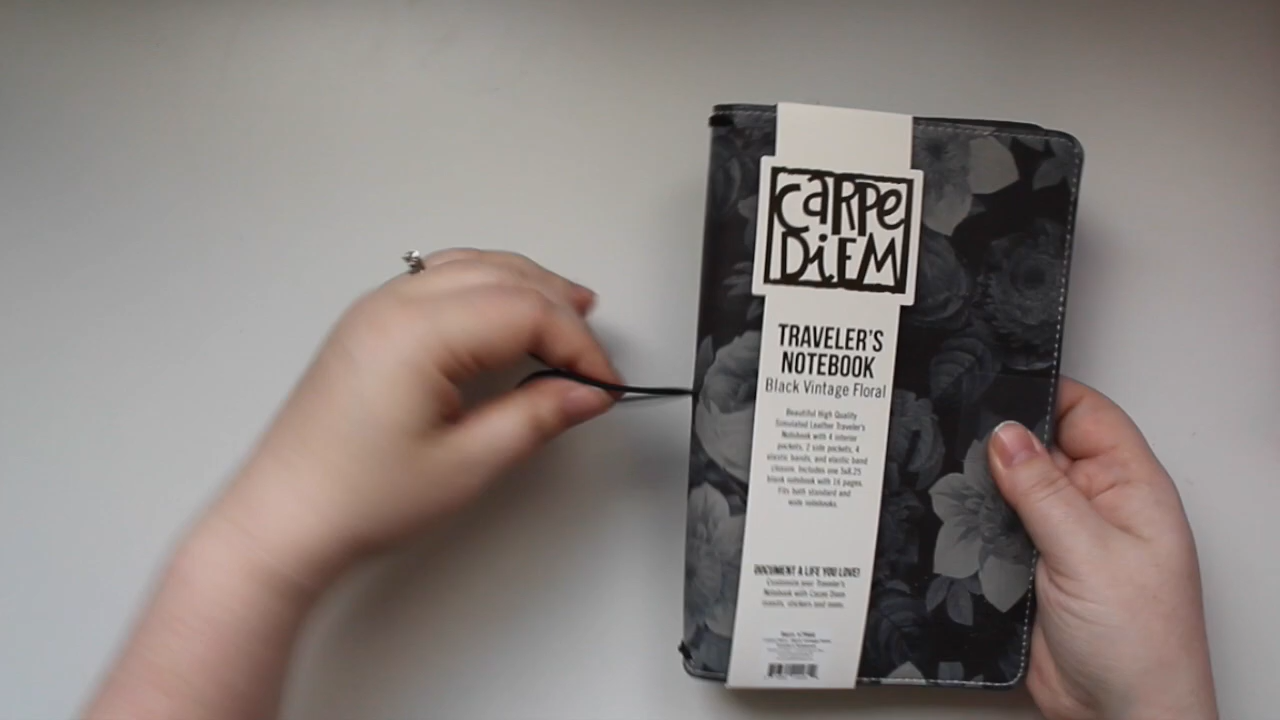 CARPE
DiEM
TRAVELER'S
NOTEBOOK
Black Vintage Floral
Beautiful High Quality
Simulated Leather Traveler's
Notebook with 4 interior
pockets, 2 side pockets, 4
elastic bands, and elastic band
closure. Includes one 5x8.25
blank notebook with 16 pages.
Fits both standard and
wide notebooks.
DOCUMENT A LIFE YOU LOVE!
Customize your Traveler's
Notebook with Carpe Diem
stencils, stickers and more.